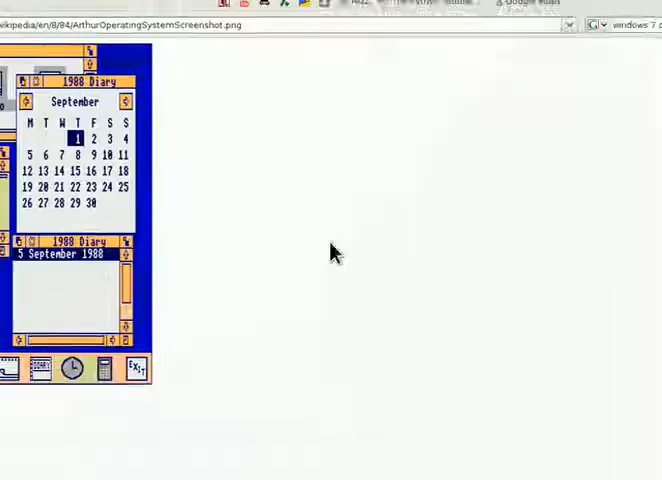 wikipedia/en/8/84/ArthurOperatingSystemScreenshot.png
windows 7
1988 Diary
September
M T W T F S S
1 2 3 4
5 6 7 8 9 10 11
12 13 14 15 16 17 18
19 20 21 22 23 24 25
26 27 28 29 30
1988 Diary
5 September 1988
DIARY
EXIT